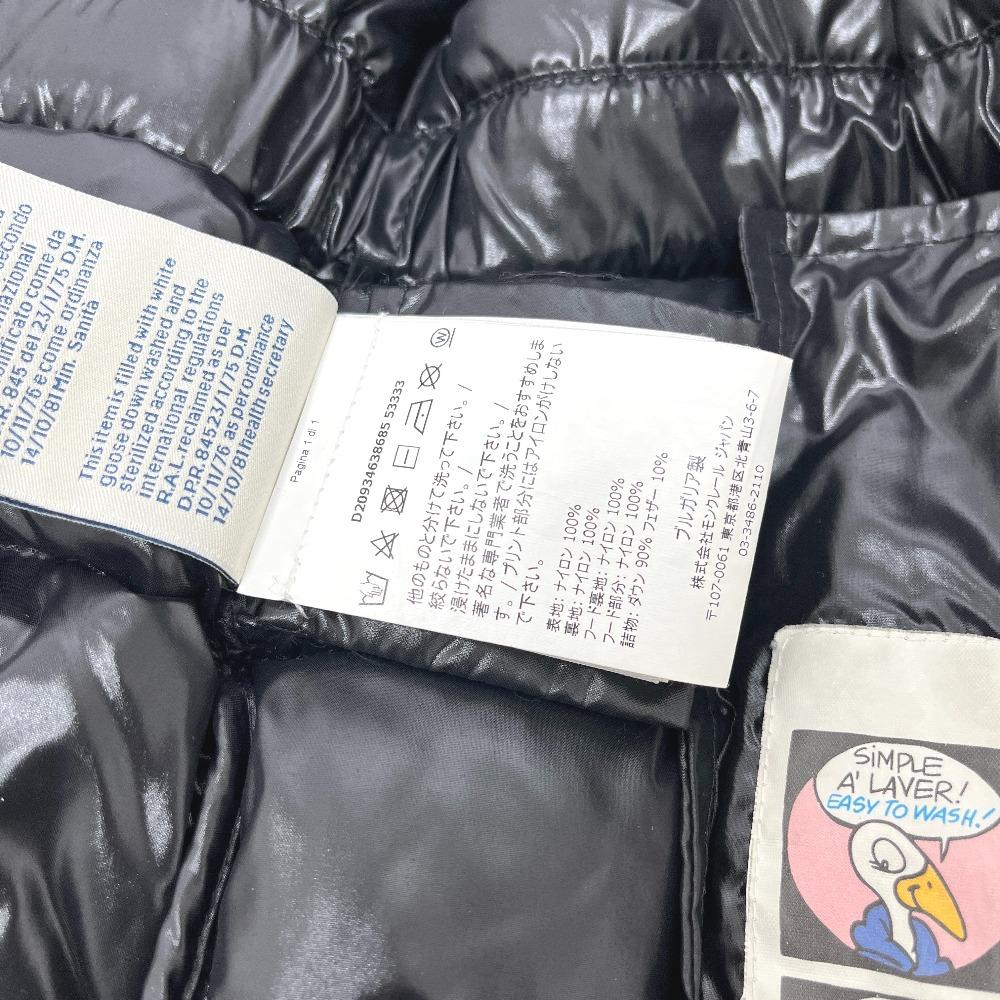 secondo
nazionali
nificato come da
R. 845 del 23/1/75 D.M.
10/11/76 e come ordinanza
14/10/81 Min. Sanità
This item is filled with white
goose down washed and
sterilized according to the
International regulations
R.A.L. reclaimed as per
D.P.R. 84523/1/75 D.M.
10/11/76 as per ordinance
14/10/81 health secretary
Pagina 1 di 1
D20934638685 53333
W
他のものと分けて洗って下さい。 /
絞らないで下さい。 /
浸けたままにしないで下さい。 /
著名な専門業者で洗うことをおすすめしま
す。 / プリント部分にはアイロンがけしない
で下さい。
表地: ナイロン 100%
裏地: ナイロン 100%
フード裏地: ナイロン 100%
フード部分: ナイロン 100%
詰物: ダウン 90% フェザー 10%
ブルガリア製
株式会社モンクレール ジャパン
〒107-0061 東京都港区北青山3-6-7
03-3486-2110
SiMPLE
A' LAVER!
EASY TO WASH!